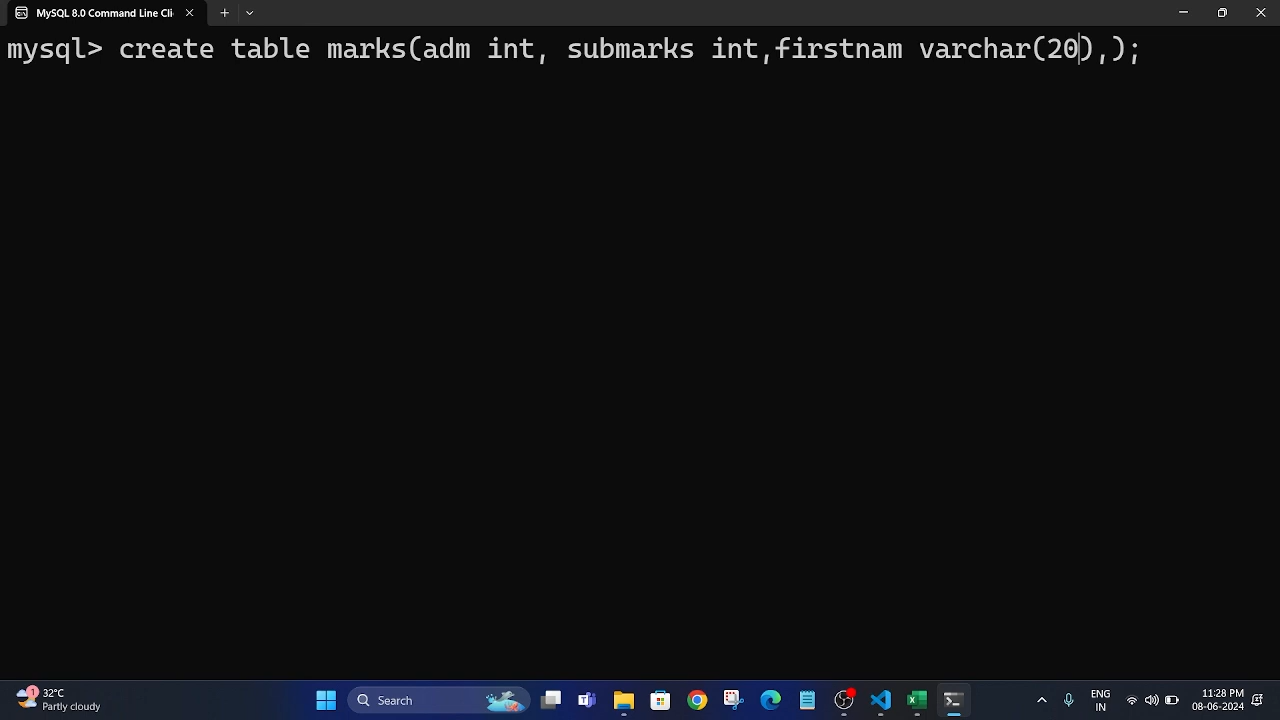 MySQL 8.0 Command Line Cli
mysql> create table marks(adm int, submarks int,firstnam varchar(20),);
1
32°C
Partly cloudy
Search
ENG
IN
11:28 PM
08-06-2024